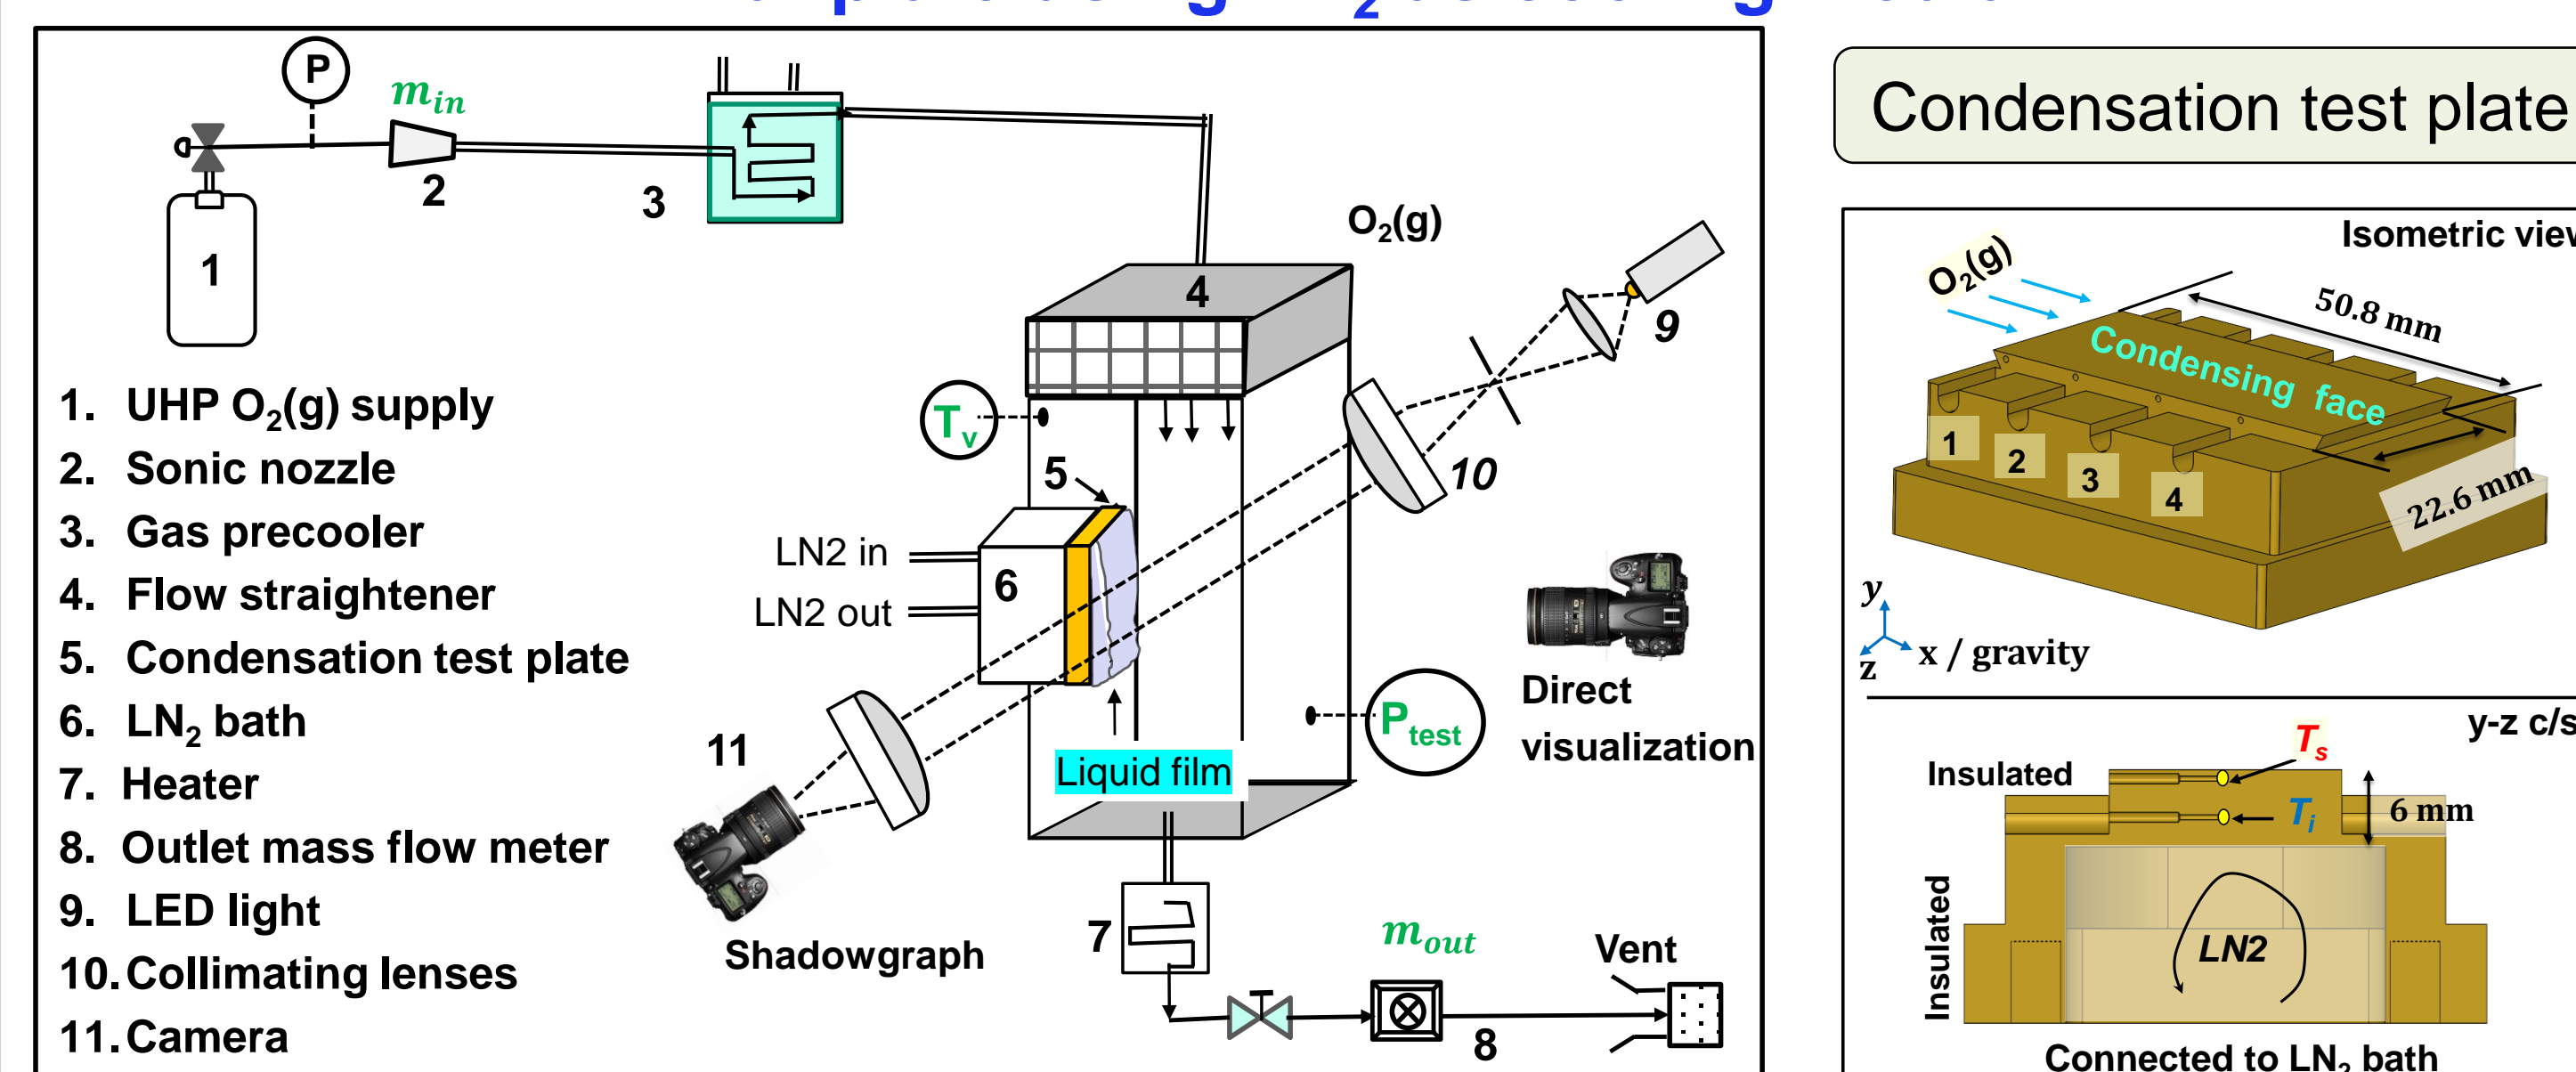 P
m_in
1
2
3
4
O₂(g)
9
10
T_v
5
6
LN2 in
LN2 out
11
P_test
Liquid film
Direct
visualization
Shadowgraph
7
m_out
Vent
8
1. UHP O₂(g) supply
2. Sonic nozzle
3. Gas precooler
4. Flow straightener
5. Condensation test plate
6. LN₂ bath
7. Heater
8. Outlet mass flow meter
9. LED light
10. Collimating lenses
11. Camera
Condensation test plate
Isometric view
O₂(g)
50.8 mm
Condensing face
1
2
3
4
22.6 mm
y
z
x / gravity
y-z c/s
T_s
Insulated
T_i
6 mm
Insulated
LN2
Connected to LN₂ bath